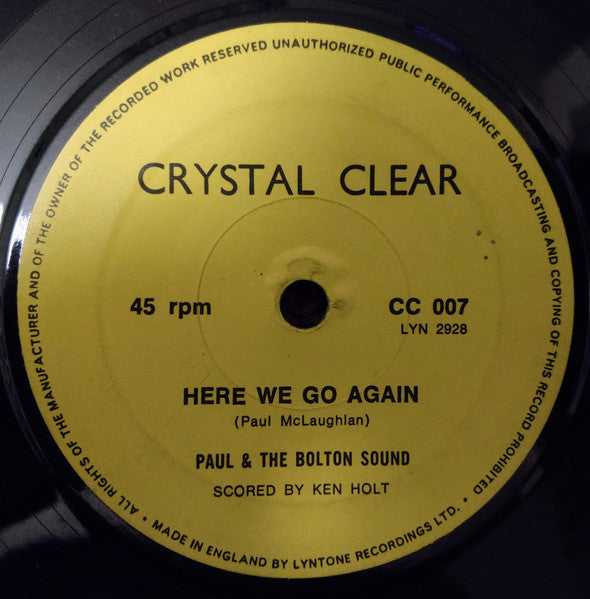 ALL RIGHTS OF THE MANUFACTURER AND OF THE OWNER OF THE RECORDED WORK RESERVED UNAUTHORIZED PUBLIC PERFORMANCE BROADCASTING AND COPYING OF THIS RECORD PROHIBITED •
CRYSTAL CLEAR
45 rpm
CC 007
LYN 2928
HERE WE GO AGAIN
(Paul McLaughlan)
PAUL & THE BOLTON SOUND
SCORED BY KEN HOLT
• MADE IN ENGLAND BY LYNTONE RECORDINGS LTD.